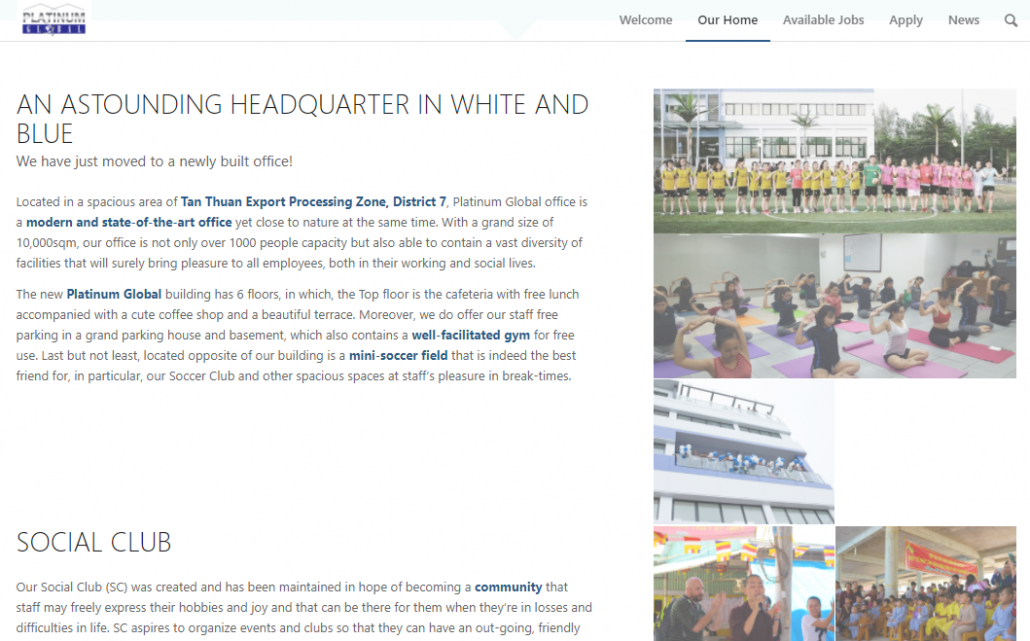 PLATINUM
GLOBAL
Welcome
Our Home
Available Jobs
Apply
News
AN ASTOUNDING HEADQUARTER IN WHITE AND
BLUE
We have just moved to a newly built office!
Located in a spacious area of Tan Thuan Export Processing Zone, District 7, Platinum Global office is
a modern and state-of-the-art office yet close to nature at the same time. With a grand size of
10,000sqm, our office is not only over 1000 people capacity but also able to contain a vast diversity of
facilities that will surely bring pleasure to all employees, both in their working and social lives.
The new Platinum Global building has 6 floors, in which, the Top floor is the cafeteria with free lunch
accompanied with a cute coffee shop and a beautiful terrace. Moreover, we do offer our staff free
parking in a grand parking house and basement, which also contains a well-facilitated gym for free
use. Last but not least, located opposite of our building is a mini-soccer field that is indeed the best
friend for, in particular, our Soccer Club and other spacious spaces at staff's pleasure in break-times.
SOCIAL CLUB
Our Social Club (SC) was created and has been maintained in hope of becoming a community that
staff may freely express their hobbies and joy and that can be there for them when they're in losses and
difficulties in life. SC aspires to organize events and clubs so that they can have an out-going, friendly